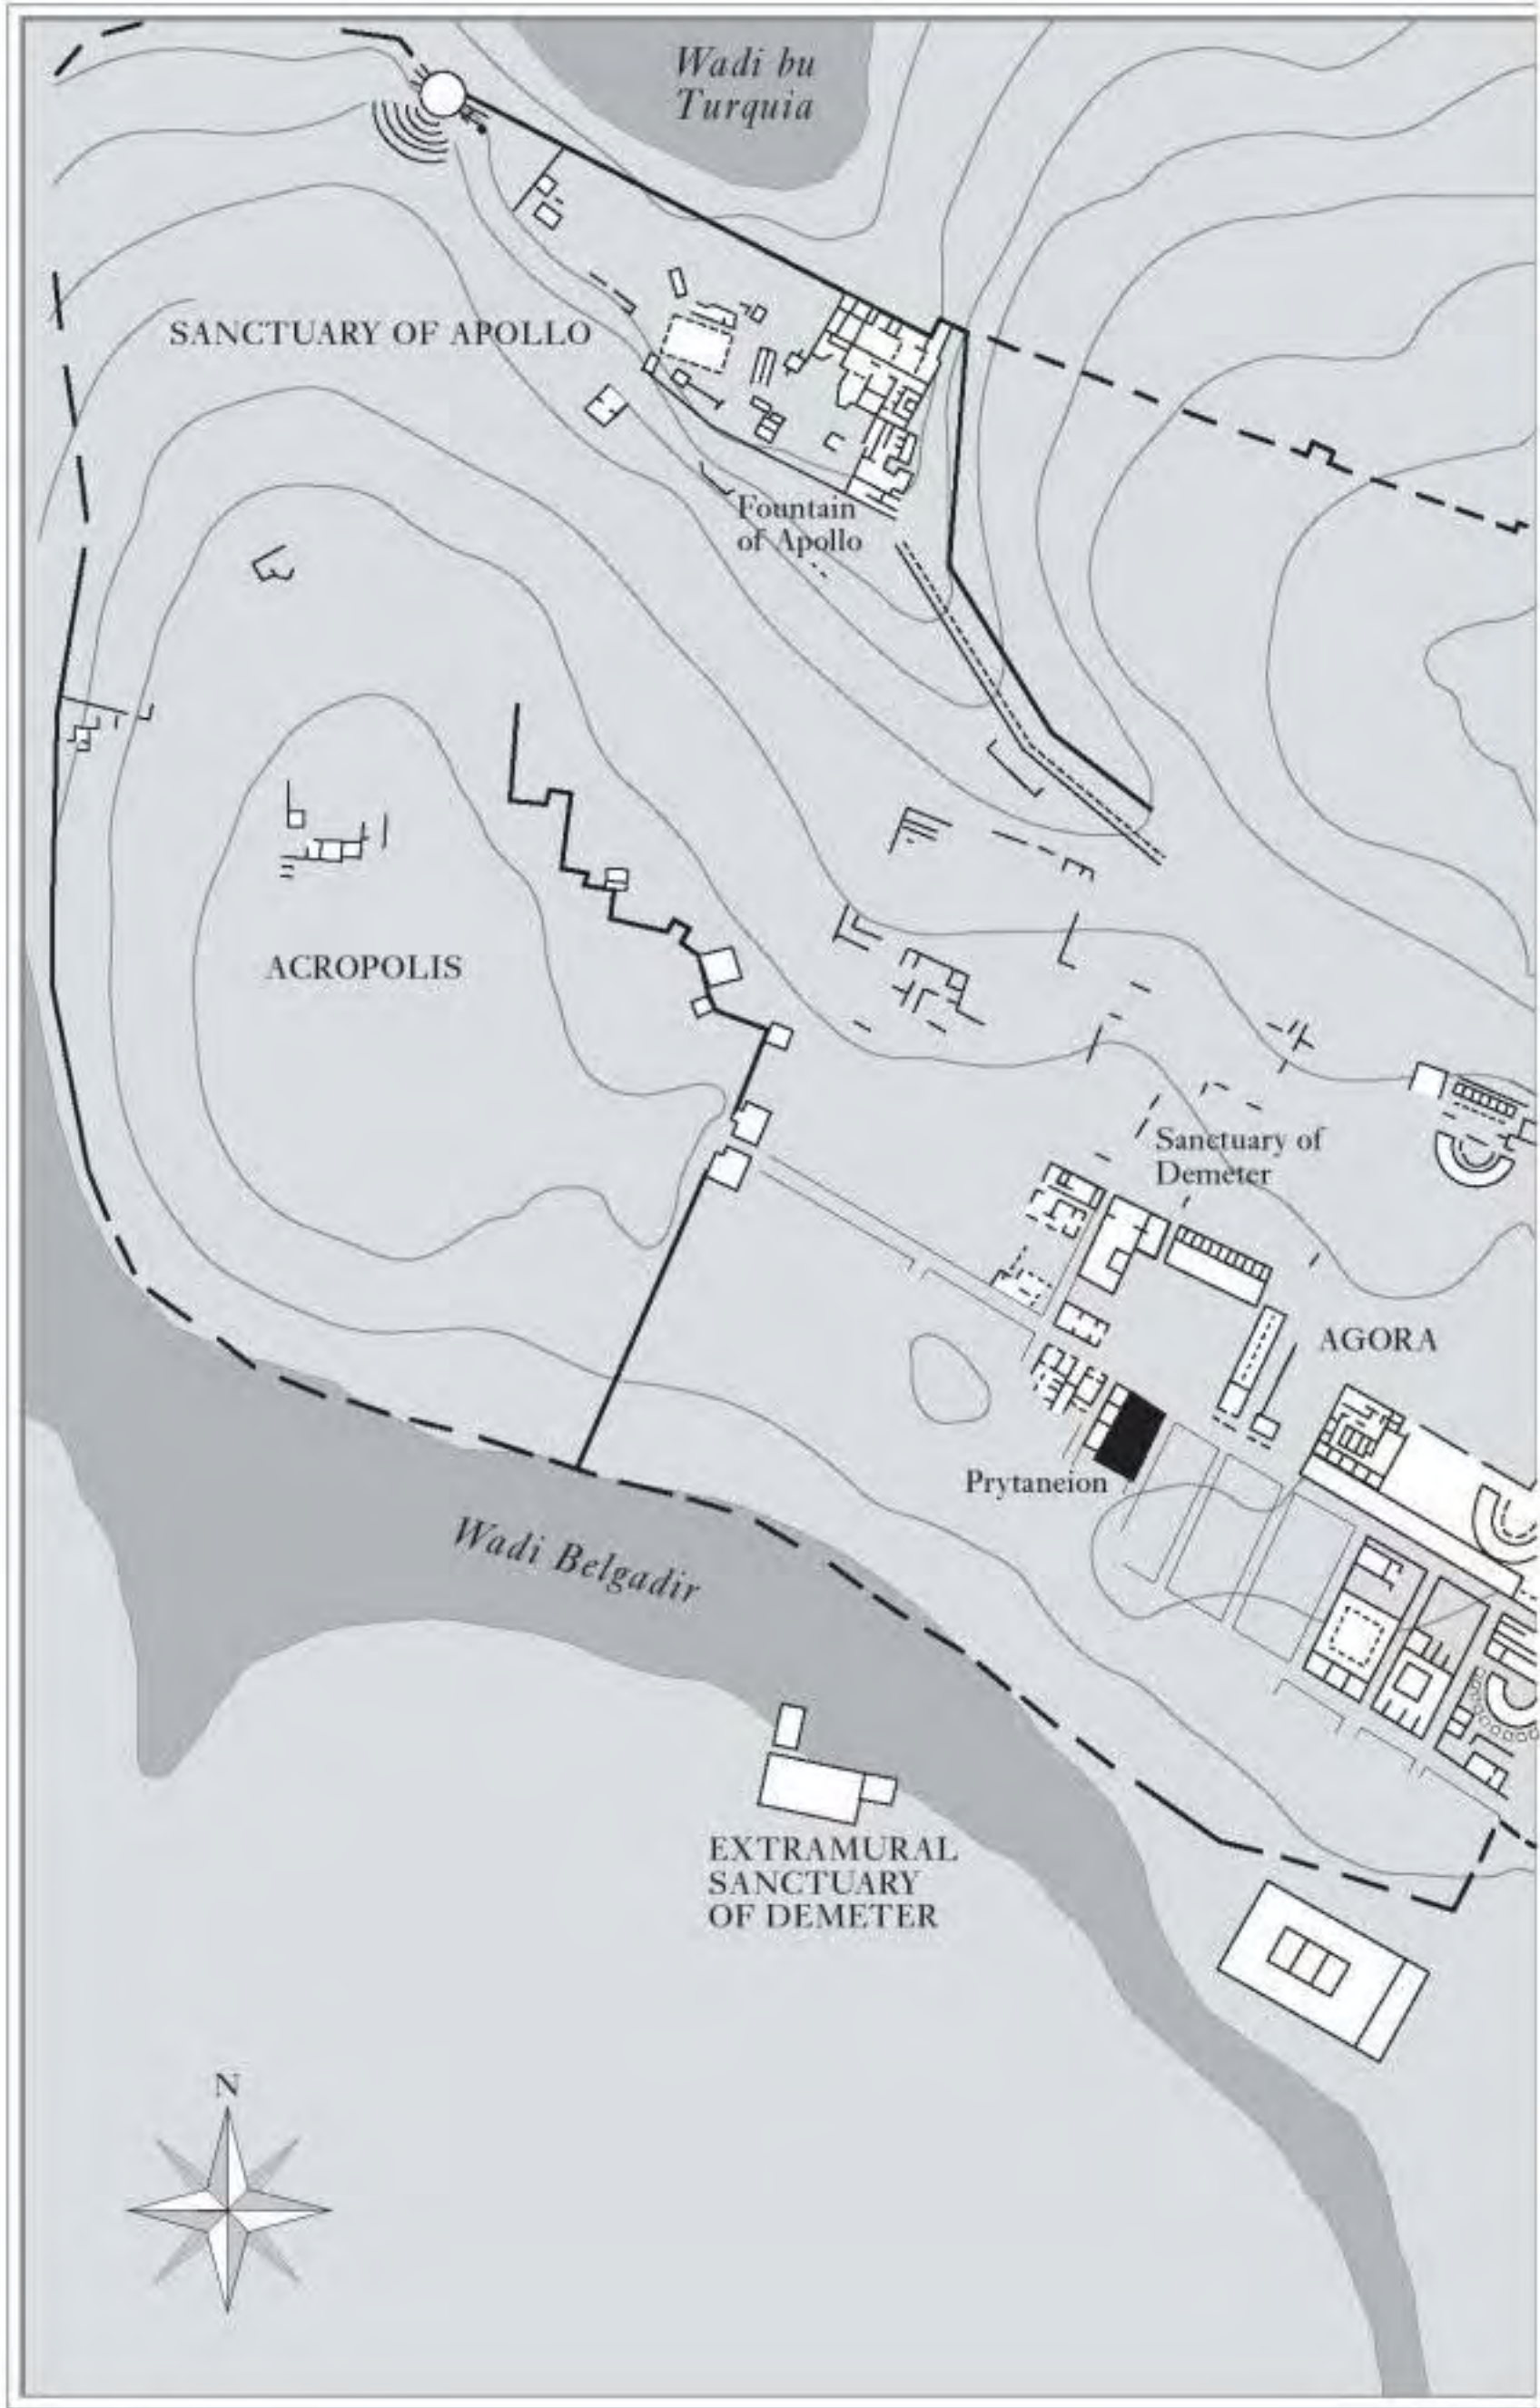 Wadi bu
Turquia
SANCTUARY OF APOLLO
Fountain
of Apollo
ACROPOLIS
Sanctuary of
Demeter
AGORA
Prytaneion
Wadi Belgadir
EXTRAMURAL
SANCTUARY
OF DEMETER
N